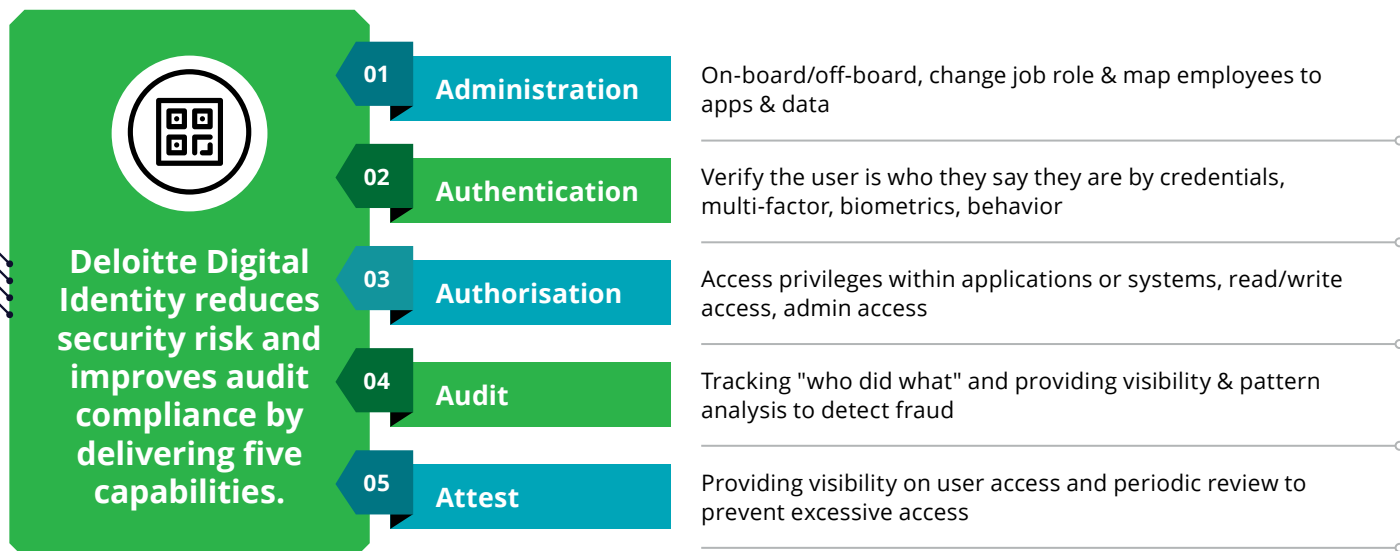 Deloitte Digital
Identity reduces
security risk and
improves audit
compliance by
delivering five
capabilities.
01
Administration
On-board/off-board, change job role & map employees to
apps & data
02
Authentication
Verify the user is who they say they are by credentials,
multi-factor, biometrics, behavior
03
Authorisation
Access privileges within applications or systems, read/write
access, admin access
04
Audit
Tracking "who did what" and providing visibility & pattern
analysis to detect fraud
05
Attest
Providing visibility on user access and periodic review to
prevent excessive access